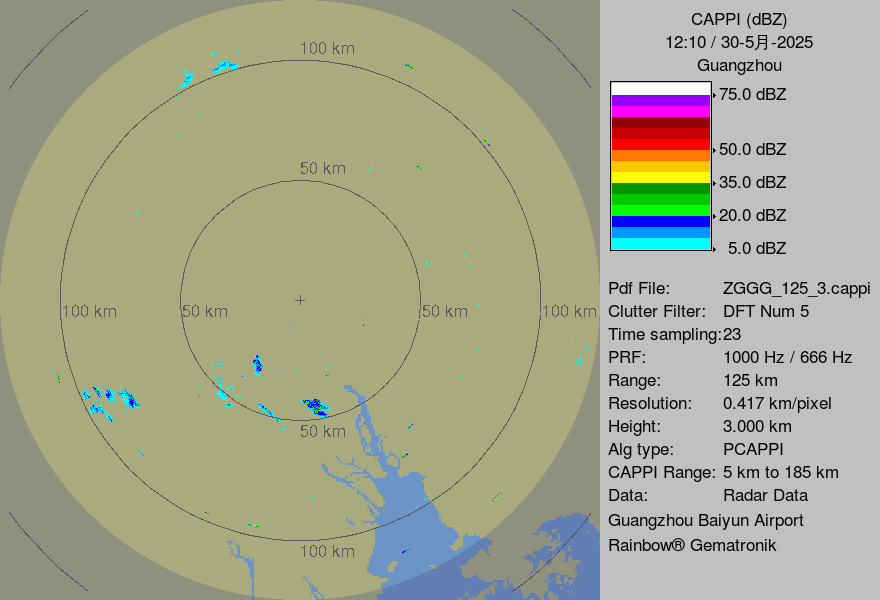 100 km
50 km
100 km
50 km
50 km
100 km
50 km
100 km
CAPPI (dBZ)
12:10 / 30-5月-2025
Guangzhou
75.0 dBZ
50.0 dBZ
35.0 dBZ
20.0 dBZ
5.0 dBZ
Pdf File: ZGGG_125_3.cappi
Clutter Filter: DFT Num 5
Time sampling:23
PRF: 1000 Hz / 666 Hz
Range: 125 km
Resolution: 0.417 km/pixel
Height: 3.000 km
Alg type: PCAPPI
CAPPI Range: 5 km to 185 km
Data: Radar Data
Guangzhou Baiyun Airport
Rainbow® Gematronik